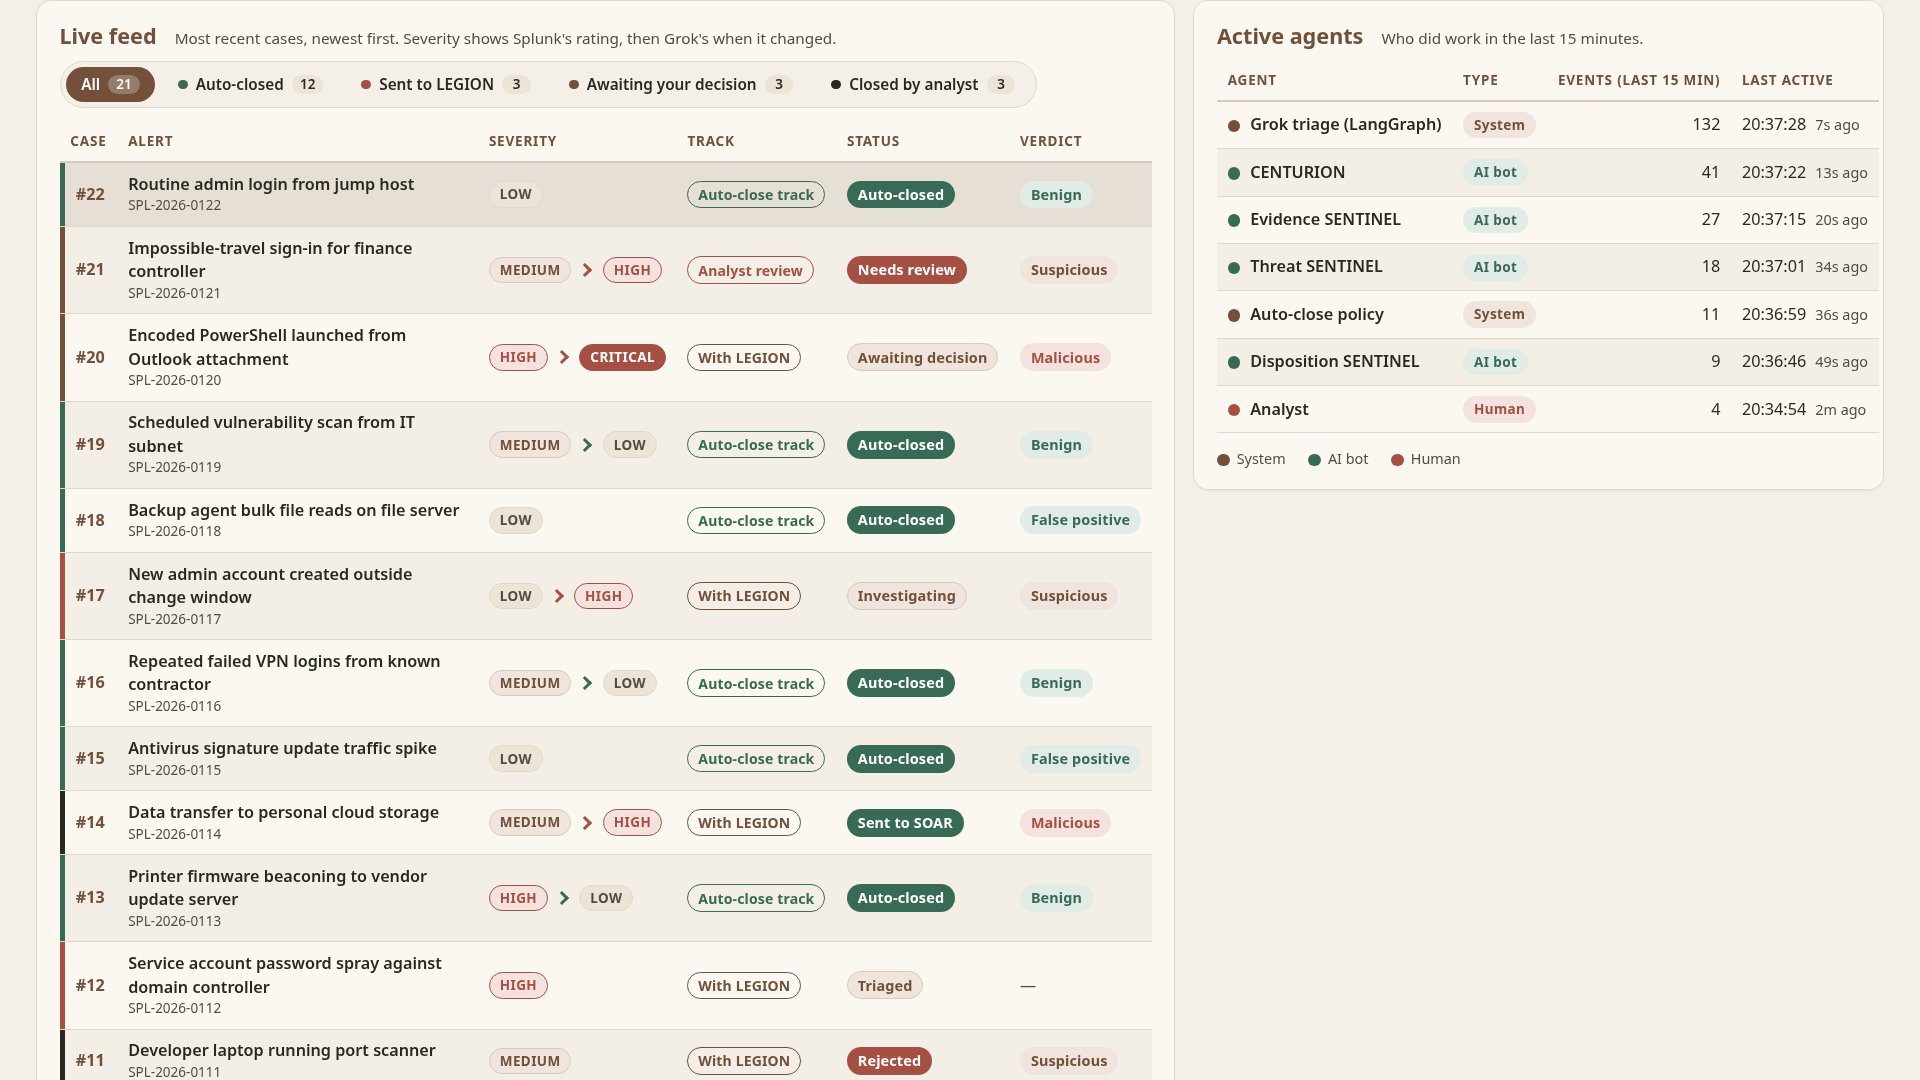 Live feed Most recent cases, newest first. Severity shows Splunk's rating, then Grok's when it changed.
All 21 Auto-closed 12 Sent to LEGION 3 Awaiting your decision 3 Closed by analyst 3
CASE ALERT SEVERITY TRACK STATUS VERDICT
#22 Routine admin login from jump host LOW Auto-close track Auto-closed Benign
SPL-2026-0122
Impossible-travel sign-in for finance
#21 controller MEDIUM HIGH Analyst review Needs review Suspicious
SPL-2026-0121
Encoded PowerShell launched from
#20 Outlook attachment HIGH CRITICAL With LEGION Awaiting decision Malicious
SPL-2026-0120
Scheduled vulnerability scan from IT
#19 subnet MEDIUM LOW Auto-close track Auto-closed Benign
SPL-2026-0119
#18 Backup agent bulk file reads on file server LOW Auto-close track Auto-closed False positive
SPL-2026-0118
New admin account created outside
#17 change window LOW HIGH With LEGION Investigating Suspicious
SPL-2026-0117
Repeated failed VPN logins from known
#16 contractor MEDIUM LOW Auto-close track Auto-closed Benign
SPL-2026-0116
#15 Antivirus signature update traffic spike LOW Auto-close track Auto-closed False positive
SPL-2026-0115
#14 Data transfer to personal cloud storage MEDIUM HIGH With LEGION Sent to SOAR Malicious
SPL-2026-0114
Printer firmware beaconing to vendor
#13 update server HIGH LOW Auto-close track Auto-closed Benign
SPL-2026-0113
Service account password spray against
#12 domain controller HIGH With LEGION Triaged —
SPL-2026-0112
#11 Developer laptop running port scanner MEDIUM With LEGION Rejected Suspicious
SPL-2026-0111
Active agents Who did work in the last 15 minutes.
AGENT TYPE EVENTS (LAST 15 MIN) LAST ACTIVE
Grok triage (LangGraph) System 132 20:37:28 7s ago
CENTURION AI bot 41 20:37:22 13s ago
Evidence SENTINEL AI bot 27 20:37:15 20s ago
Threat SENTINEL AI bot 18 20:37:01 34s ago
Auto-close policy System 11 20:36:59 36s ago
Disposition SENTINEL AI bot 9 20:36:46 49s ago
Analyst Human 4 20:34:54 2m ago
System AI bot Human